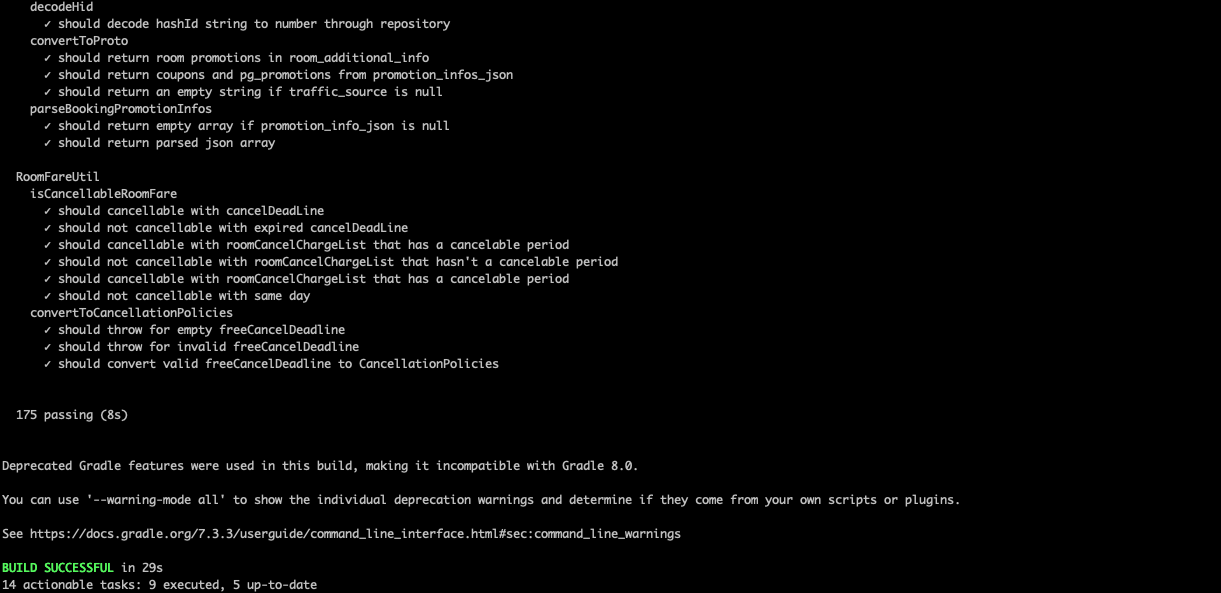 decodeHid
✓ should decode hashId string to number through repository
convertToProto
✓ should return room promotions in room_additional_info
✓ should return coupons and pg_promotions from promotion_infos_json
✓ should return an empty string if traffic_source is null
parseBookingPromotionInfos
✓ should return empty array if promotion_info_json is null
✓ should return parsed json array
RoomFareUtil
isCancellableRoomFare
✓ should cancellable with cancelDeadLine
✓ should not cancellable with expired cancelDeadLine
✓ should cancellable with roomCancelChargeList that has a cancelable period
✓ should not cancellable with roomCancelChargeList that hasn't a cancelable period
✓ should cancellable with roomCancelChargeList that has a cancelable period
✓ should not cancellable with same day
convertToCancellationPolicies
✓ should throw for empty freeCancelDeadline
✓ should throw for invalid freeCancelDeadline
✓ should convert valid freeCancelDeadline to CancellationPolicies
175 passing (8s)
Deprecated Gradle features were used in this build, making it incompatible with Gradle 8.0.
You can use '--warning-mode all' to show the individual deprecation warnings and determine if they come from your own scripts or plugins.
See https://docs.gradle.org/7.3.3/userguide/command_line_interface.html#sec:command_line_warnings
BUILD SUCCESSFUL in 29s
14 actionable tasks: 9 executed, 5 up-to-date